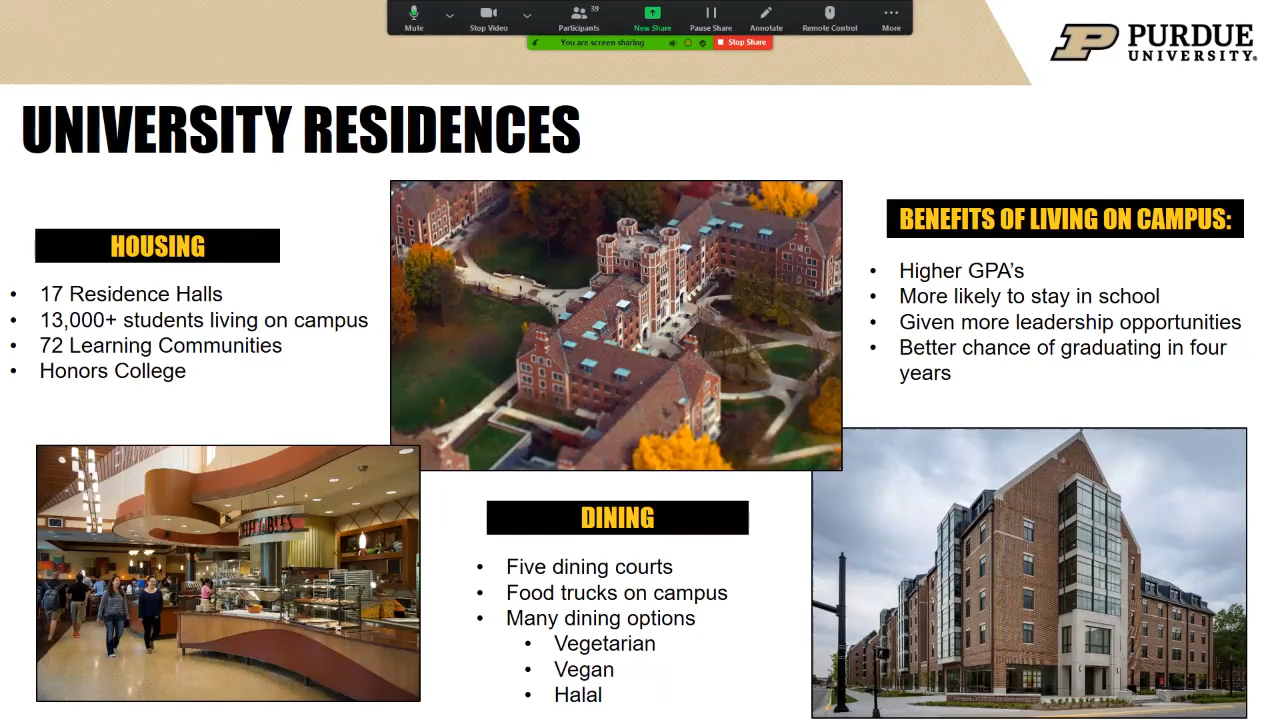 39
Mute
Stop Video
Participants
New Share
Pause Share
Annotate
Remote Control
More
You are screen sharing
Stop Share
PURDUE
UNIVERSITY®
UNIVERSITY RESIDENCES
HOUSING
• 17 Residence Halls
• 13,000+ students living on campus
• 72 Learning Communities
• Honors College
BENEFITS OF LIVING ON CAMPUS:
• Higher GPA's
• More likely to stay in school
• Given more leadership opportunities
• Better chance of graduating in four
years
DINING
• Five dining courts
• Food trucks on campus
• Many dining options
• Vegetarian
• Vegan
• Halal